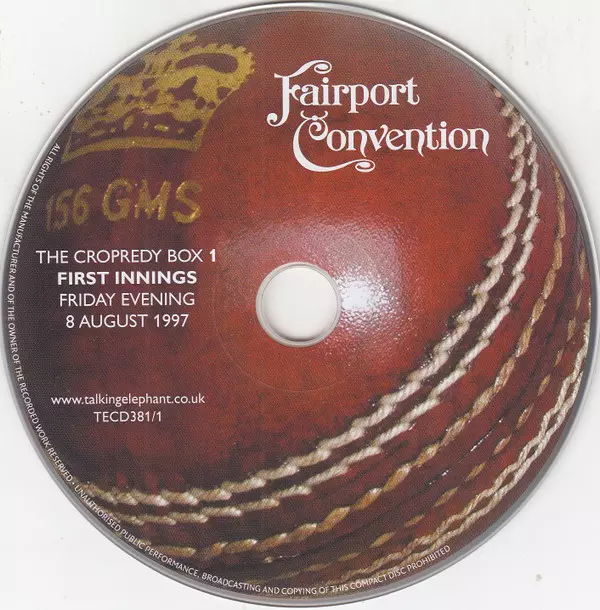 Fairport
Convention
156 GMS
THE CROPREDY BOX 1
FIRST INNINGS
FRIDAY EVENING
8 AUGUST 1997
www.talkingelephant.co.uk
TECD381/1
ALL RIGHTS OF THE MANUFACTURER AND OF THE OWNER OF THE RECORDED WORK RESERVED • UNAUTHORISED PUBLIC PERFORMANCE, BROADCASTING AND COPYING OF THIS COMPACT DISC PROHIBITED